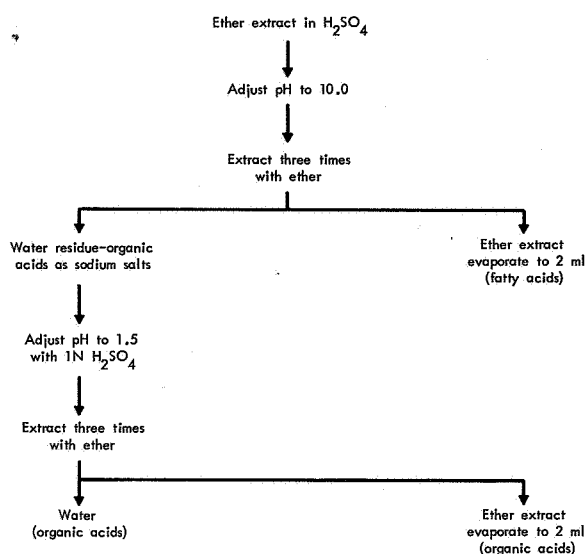 Ether extract in H2SO4
Adjust pH to 10.0
Extract three times
with ether
Water residue-organic
acids as sodium salts
Ether extract
evaporate to 2 ml
(fatty acids)
Adjust pH to 1.5
with 1N H2SO4
Extract three times
with ether
Water
(organic acids)
Ether extract
evaporate to 2 ml
(organic acids)